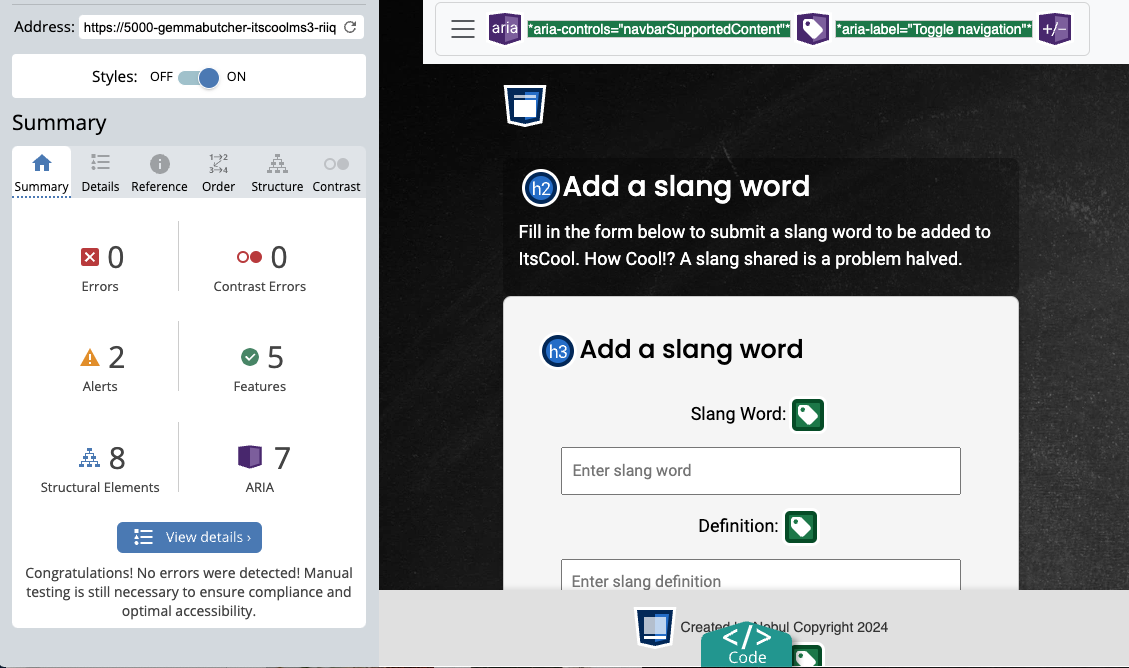 Address: https://5000-gemmabutcher-itscoolms3-riiq
Styles: OFF ON
Summary
Summary Details Reference Order Structure Contrast
1→2
3→4
0 0
Errors Contrast Errors
2 5
Alerts Features
8 7
Structural Elements ARIA
View details ›
Congratulations! No errors were detected! Manual
testing is still necessary to ensure compliance and
optimal accessibility.
aria *aria-controls="navbarSupportedContent"* *aria-label="Toggle navigation"* +/−
h2 Add a slang word
Fill in the form below to submit a slang word to be added to
ItsCool. How Cool!? A slang shared is a problem halved.
h3 Add a slang word
Slang Word:
Enter slang word
Definition:
Enter slang definition
Created Nobul Copyright 2024
</>
Code